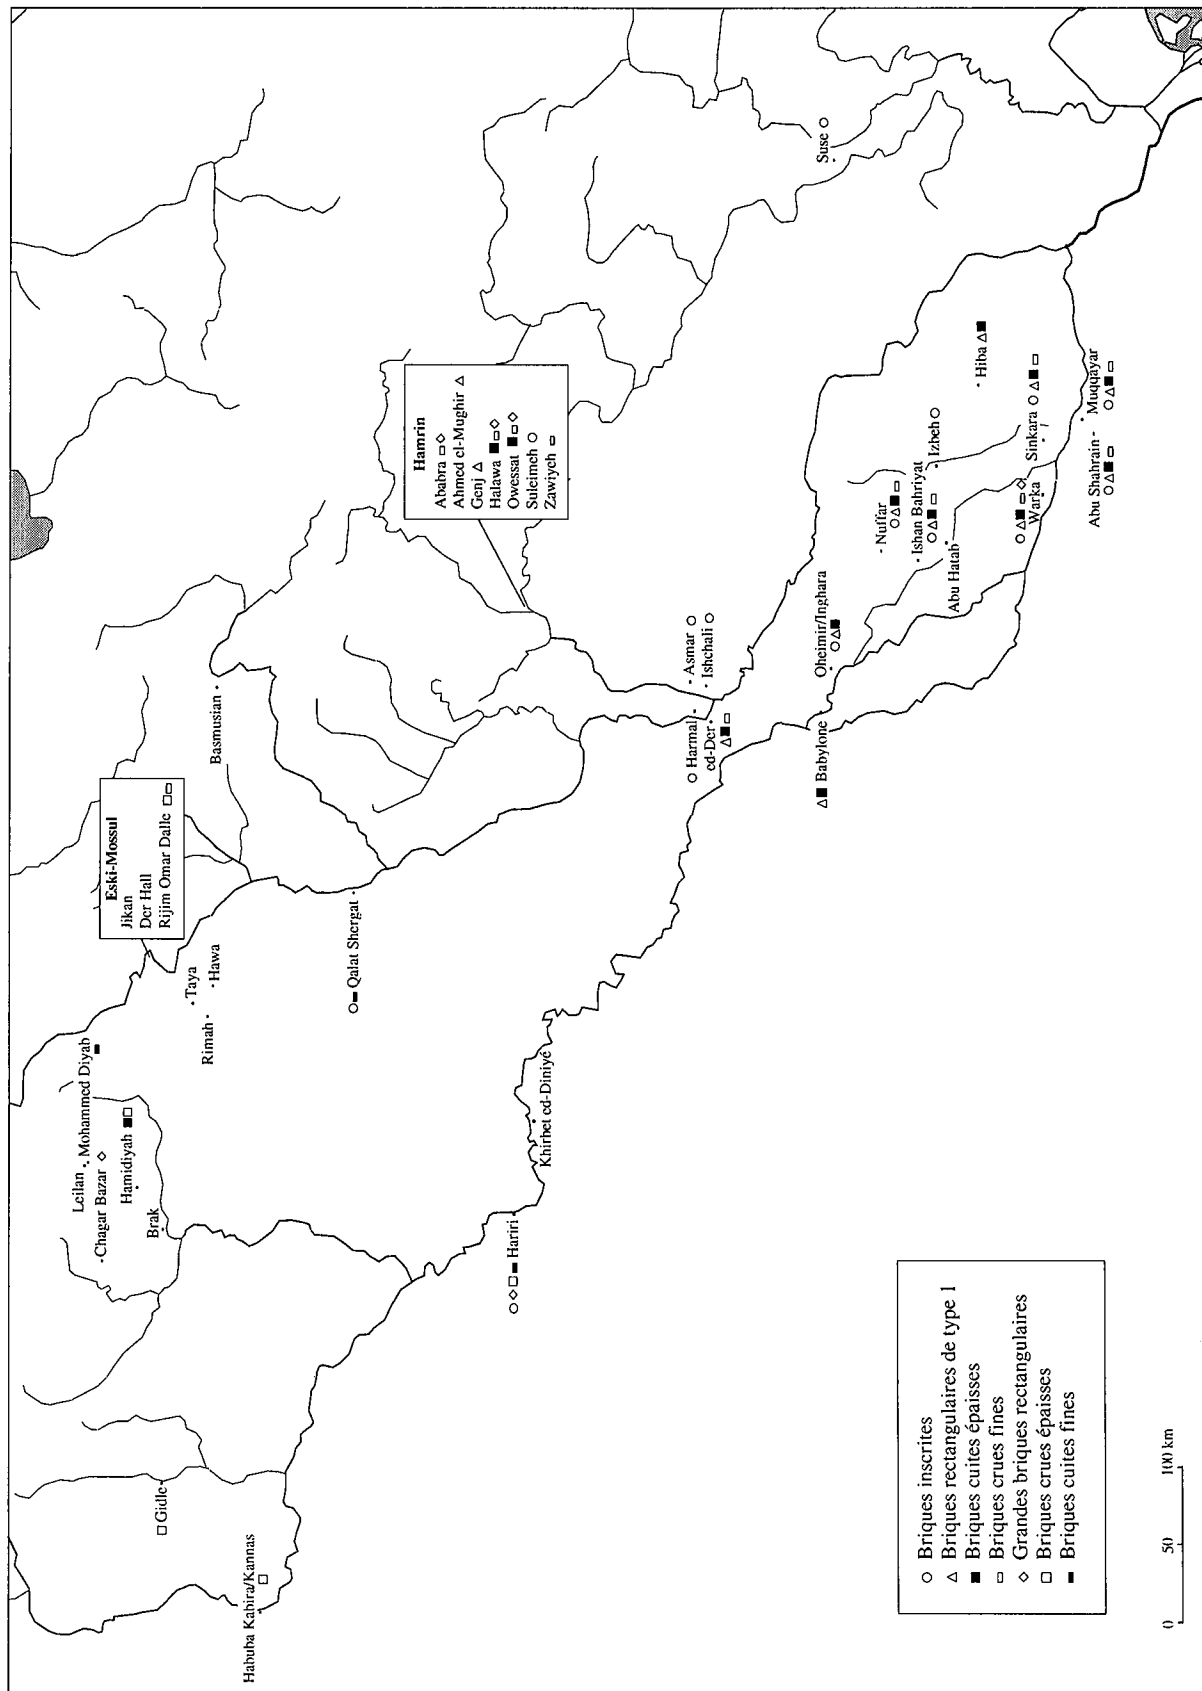 Habuba Kabira/Kannas
Gidle
Leilan
Mohammed Diyab
Chagar Bazar
Hamidiyah
Brak
Taya
Hawa
Rimah
Eski-Mossul
Jikan
Der Hall
Rijim Omar Dalle
Basmusian
Qalat Shergat
Hariri
Khirbet ed-Diniyé
Hamrin
Ababra
Ahmed el-Mughir
Genj
Halawa
Owessat
Suleimeh
Zawiyeh
Asmar
Ishchali
Harmal
ed-Der
Babylone
Oheimir/Inghara
Suse
Nuffar
Ishan Bahriyat
Izbeh
Abu Hatab
Hiba
Sinkara
Warka
Abu Shahrain
Muqqayar
Briques inscrites
Briques rectangulaires de type 1
Briques cuites épaisses
Briques crues fines
Grandes briques rectangulaires
Briques crues épaisses
Briques cuites fines
0 50 100 km